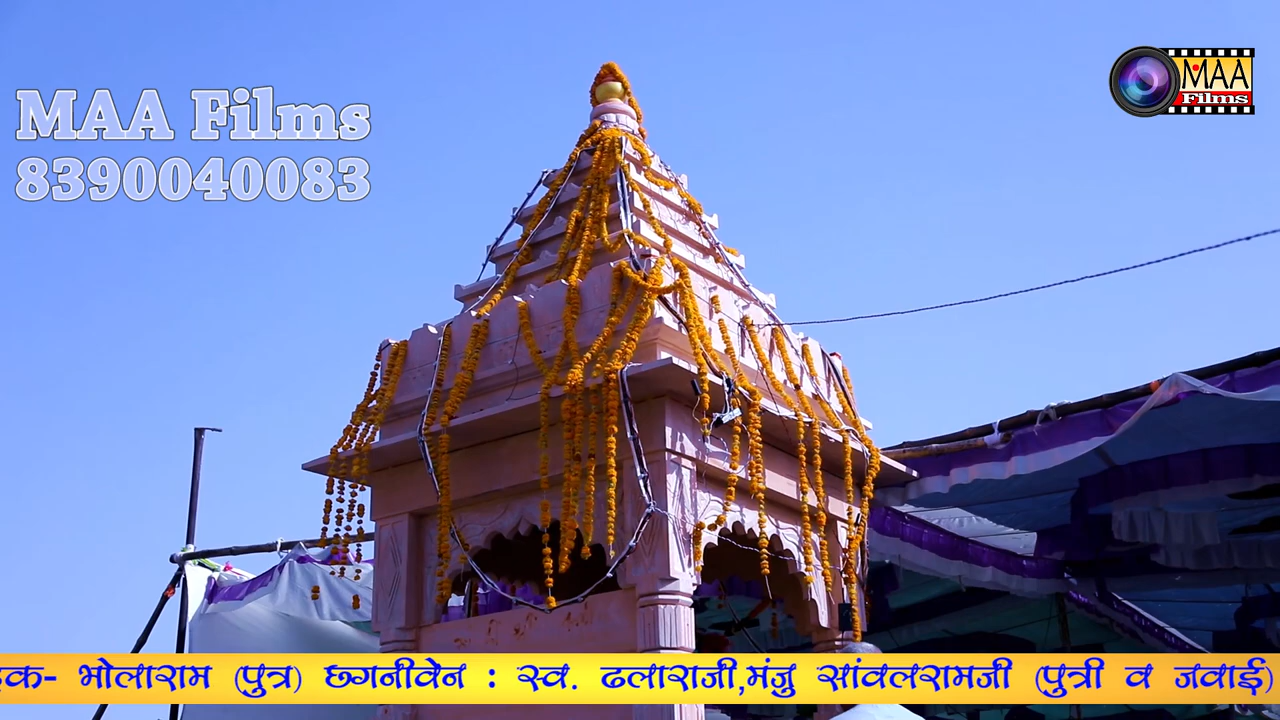 MAA Films
8390040083
MAA
Films
भोलाराम (पुत्र) छगनीवेन : स्व. ढलाराजी,मंजु सांवलरामजी (पुत्री व जवाई)